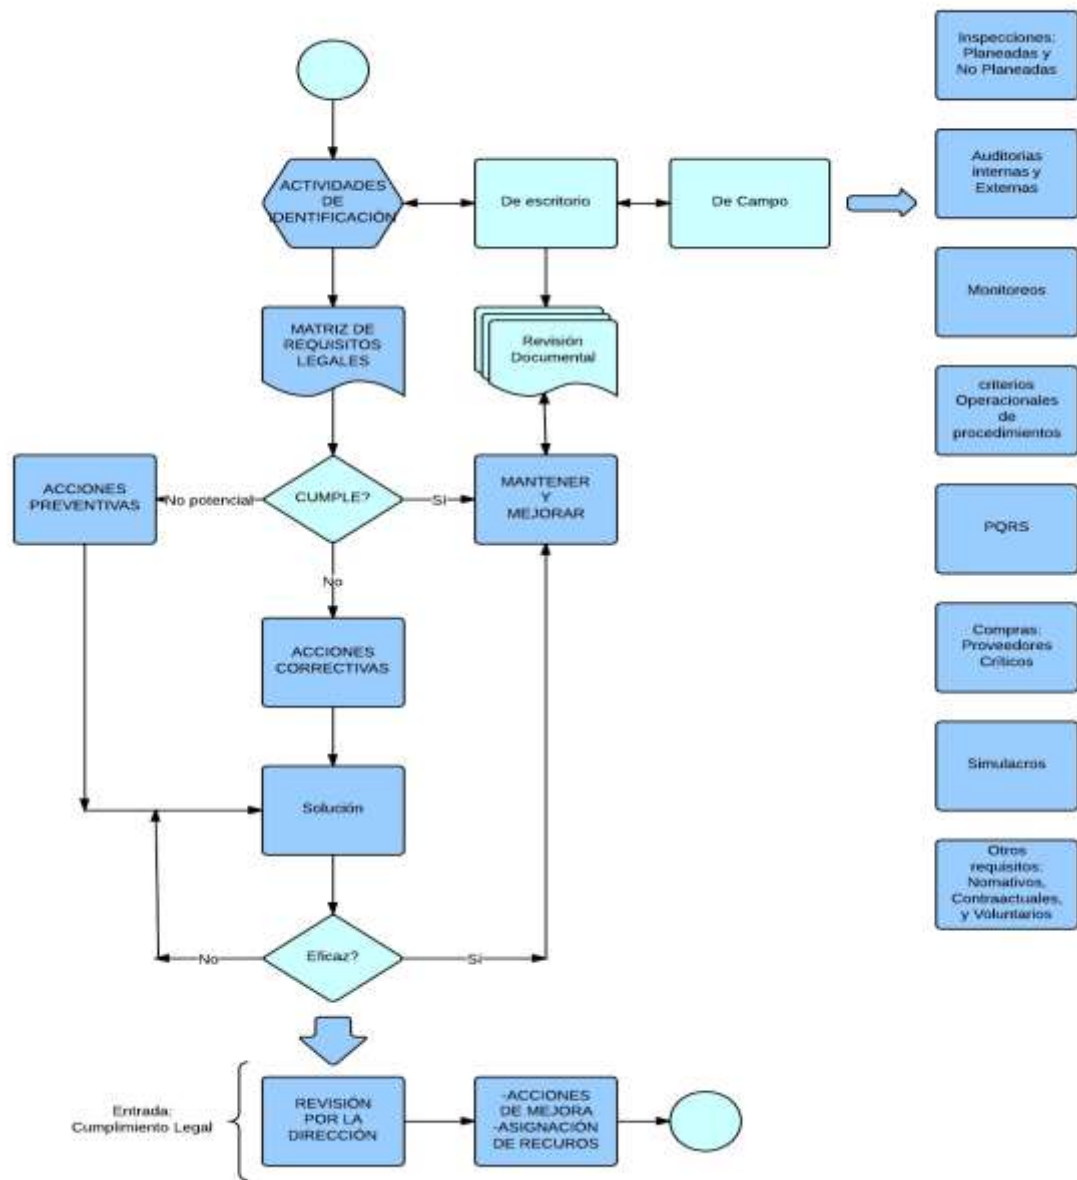 Inspecciones:
Planeadas y
No Planeadas
ACTIVIDADES
DE
IDENTIFICACIÓN
De escritorio
De Campo
Auditorias
internas y
Externas
Monitoreos
MATRIZ DE
REQUISITOS
LEGALES
Revisión
Documental
criterios
Operacionales
de
procedimientos
ACCIONES
PREVENTIVAS
No potencial
CUMPLE?
Si
MANTENER
Y
MEJORAR
PQRS
No
ACCIONES
CORRECTIVAS
Compras:
Proveedores
Críticos
Solución
Simulacros
Otros
requisitos:
Nomativos,
Contraactuales,
y Voluntarios
No
Eficaz?
Si
Entrada:
Cumplimiento Legal
REVISIÓN
POR LA
DIRECCIÓN
-ACCIONES
DE MEJORA
-ASIGNACIÓN
DE RECUROS